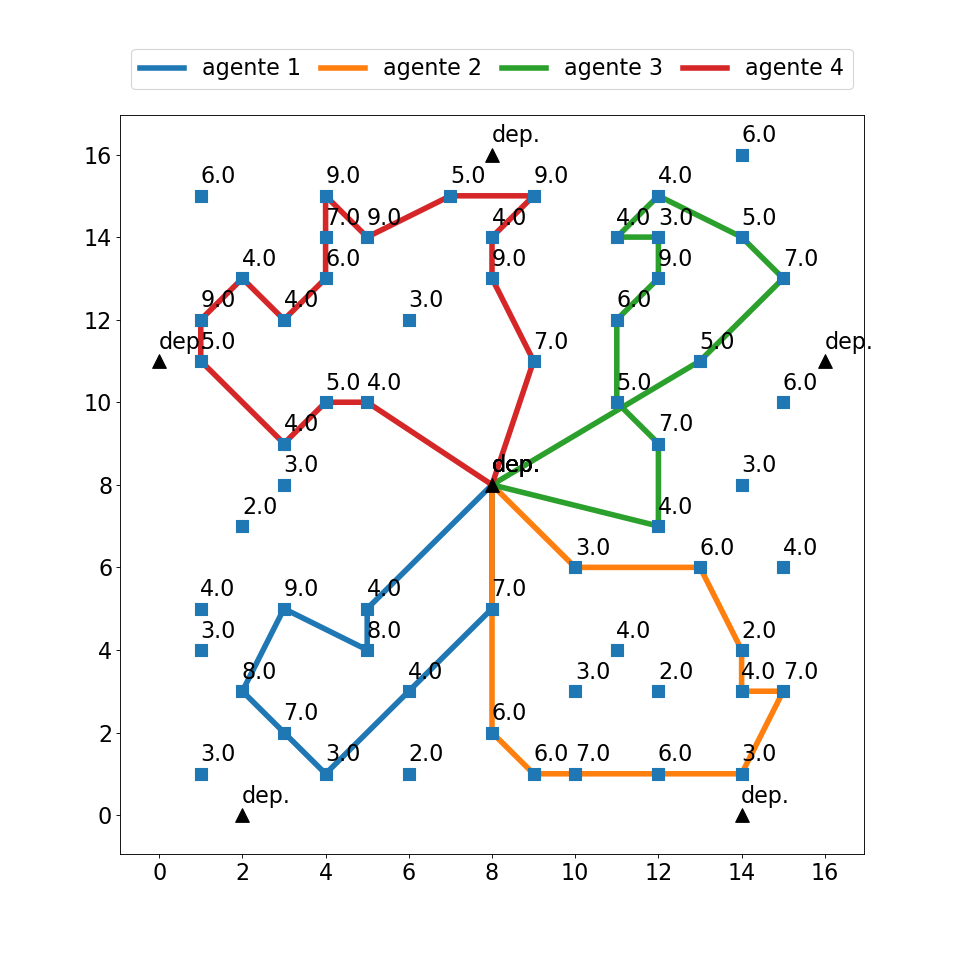 agente 1 agente 2 agente 3 agente 4
dep. 6.0
16
6.0 9.0 5.0 9.0 4.0
7.0 9.0 4.0 4.0 3.0 5.0
14
4.0 6.0 9.0 9.0 7.0
9.0 4.0 3.0 6.0
12
dep. 5.0 7.0 5.0 dep.
5.0 4.0 5.0 6.0
10
4.0 7.0
3.0 dep. dep. 3.0
8
2.0 4.0
3.0 6.0 4.0
6
4.0 9.0 4.0 7.0
3.0 8.0 4.0 2.0
4
8.0 4.0 3.0 2.0 4.0 7.0
7.0 6.0
2
3.0 3.0 2.0 6.0 7.0 6.0 3.0
dep. dep.
0
0 2 4 6 8 10 12 14 16